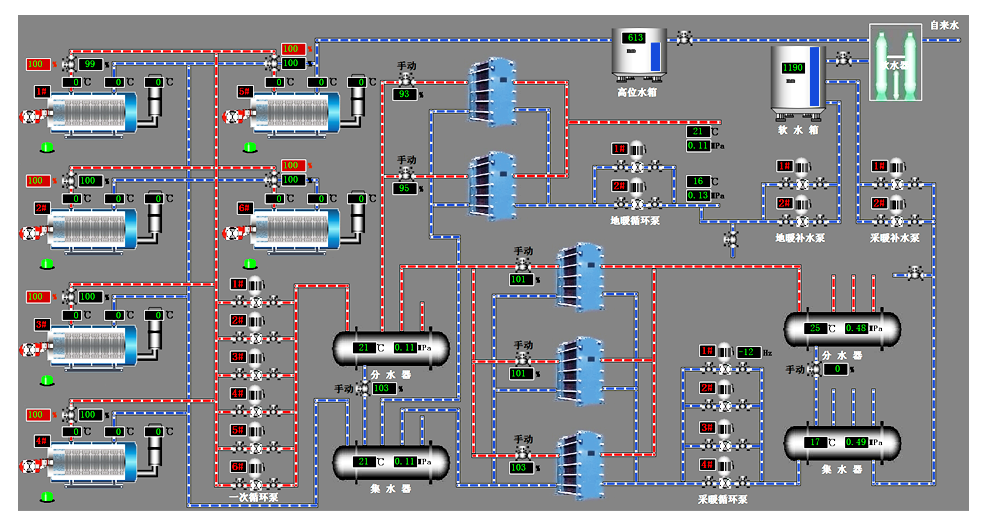 自来水
613
高位水箱
1190
软水器
软 水 箱
100 %
99 %
0 ℃ 0 ℃ 0 ℃
1#
100 %
100 %
0 ℃ 0 ℃ 0 ℃
5#
手动
93 %
手动
95 %
21 ℃
0.11 MPa
16 ℃
0.13 MPa
1#
2#
地暖循环泵
1#
2#
地暖补水泵
1#
2#
采暖补水泵
100 %
100 %
0 ℃ 0 ℃ 0 ℃
2#
100 %
100 %
0 ℃ 0 ℃ 0 ℃
6#
100 %
100 %
0 ℃ 0 ℃ 0 ℃
3#
100 %
100 %
0 ℃ 0 ℃ 0 ℃
4#
1#
2#
3#
4#
5#
6#
一次循环泵
21 ℃ 0.11 MPa
分 水 器
手动 103 %
21 ℃ 0.11 MPa
集 水 器
手动
101 %
手动
101 %
手动
103 %
1# -12 Hz
2#
3#
4#
采暖循环泵
25 ℃ 0.48 MPa
分 水 器
手动 0 %
17 ℃ 0.49 MPa
集 水 器